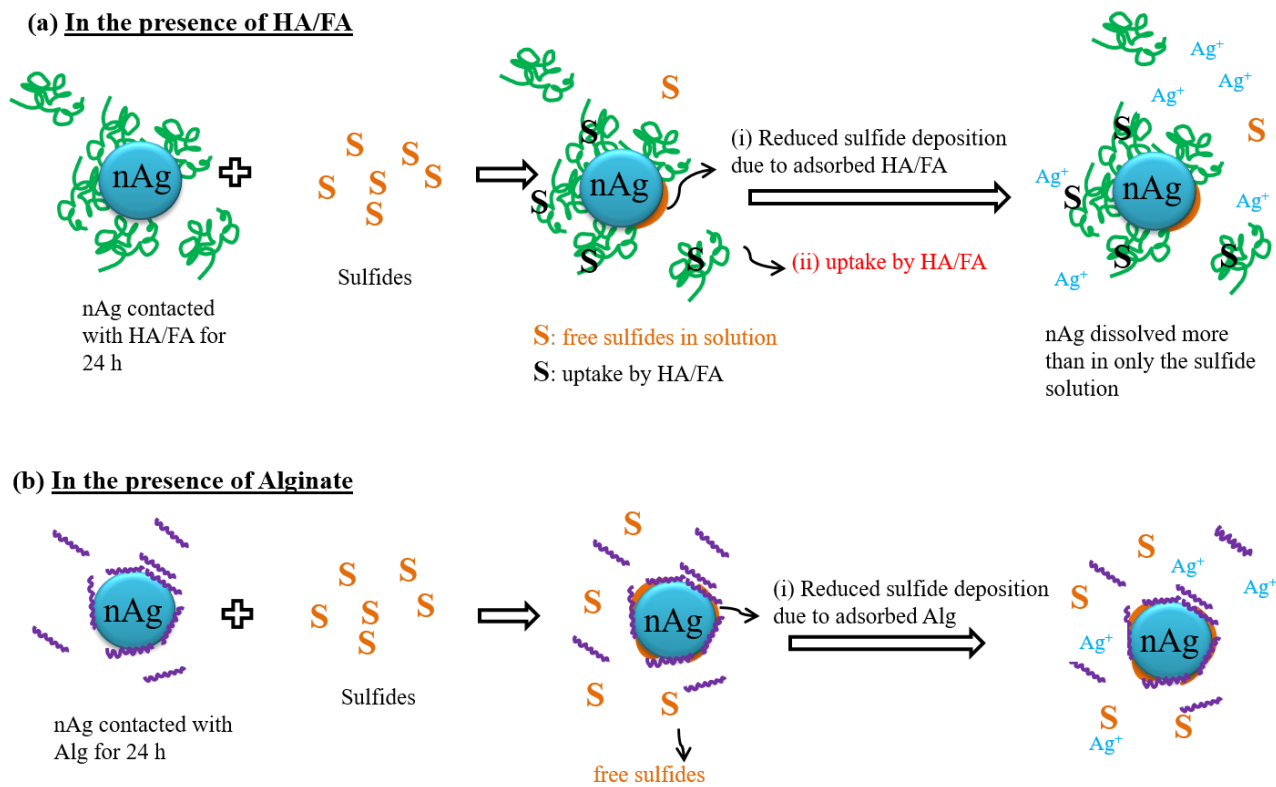 (a) In the presence of HA/FA
nAg
S
S
S
S
S
S
Sulfides
nAg contacted
with HA/FA for
24 h
S
S
nAg
S
S
S
(i) Reduced sulfide deposition
due to adsorbed HA/FA
(ii) uptake by HA/FA
S: free sulfides in solution
S: uptake by HA/FA
Ag⁺
Ag⁺
Ag⁺
S
S
Ag⁺
nAg
S
Ag⁺
S
S
Ag⁺
nAg dissolved more
than in only the sulfide
solution
(b) In the presence of Alginate
nAg
S
S
S
S
S
S
Sulfides
nAg contacted with
Alg for 24 h
S
S
nAg
S
S
S
free sulfides
(i) Reduced sulfide deposition
due to adsorbed Alg
S
Ag⁺
Ag⁺
S
Ag⁺
nAg
S
S
Ag⁺